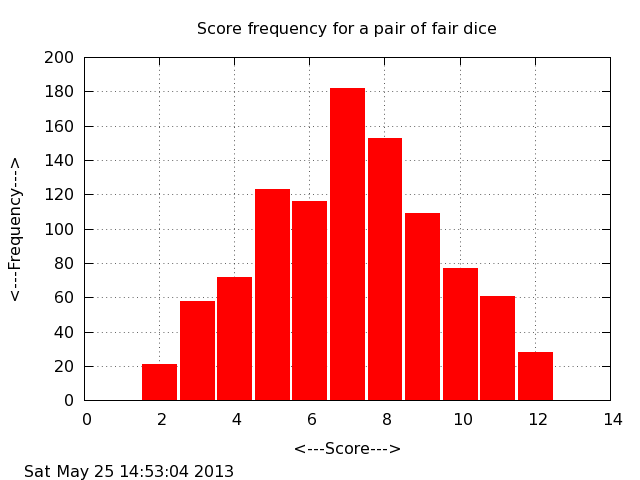 Score frequency for a pair of fair dice
200
180
160
140
120
100
80
60
40
20
0
<---Frequency--->
0 2 4 6 8 10 12 14
<---Score--->
Sat May 25 14:53:04 2013